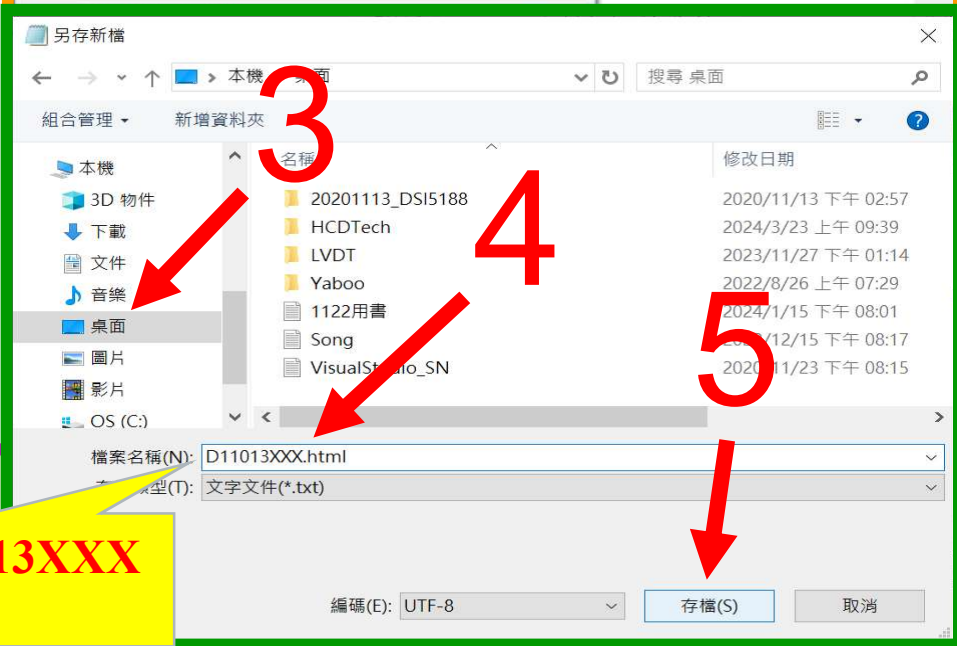 另存新檔
本機
面
搜尋 桌面
組合管理
新增資料夾
3
4
5
名稱
修改日期
本機
3D 物件
下載
文件
音樂
桌面
圖片
影片
OS (C:)
20201113_DSI5188 2020/11/13 下午 02:57
HCDTech 2024/3/23 上午 09:39
LVDT 2023/11/27 下午 01:14
Yaboo 2022/8/26 上午 07:29
1122用書 2024/1/15 下午 08:01
Song /12/15 下午 08:17
VisualSt io_SN 2020 11/23 下午 08:15
檔案名稱(N): D11013XXX.html
型(T): 文字文件(*.txt)
13XXX
編碼(E): UTF-8
存檔(S)
取消